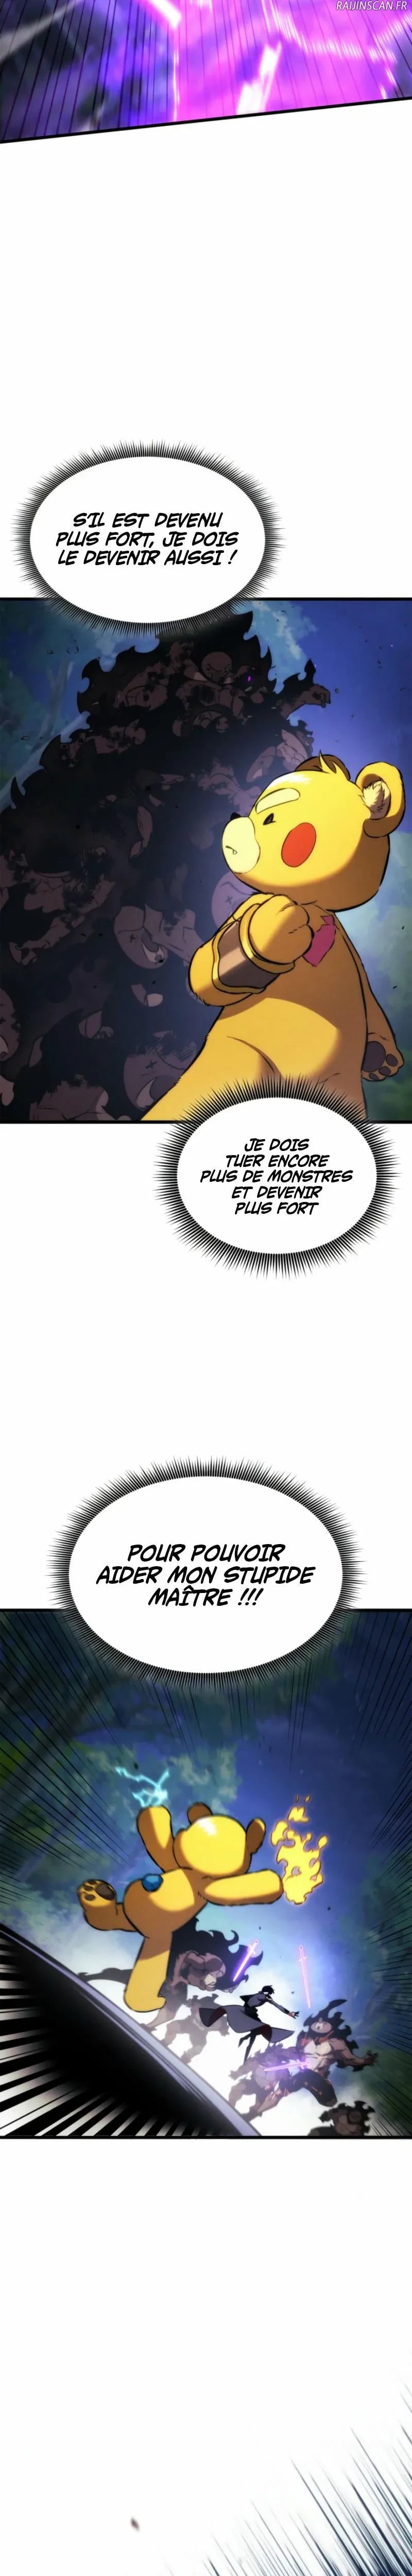 RAIJINSCAN.FR
S'IL EST DEVENU
PLUS FORT, JE DOIS
LE DEVENIR AUSSI !
JE DOIS
TUER ENCORE
PLUS DE MONSTRES
ET DEVENIR
PLUS FORT
POUR POUVOIR
AIDER MON STUPIDE
MAÎTRE !!!